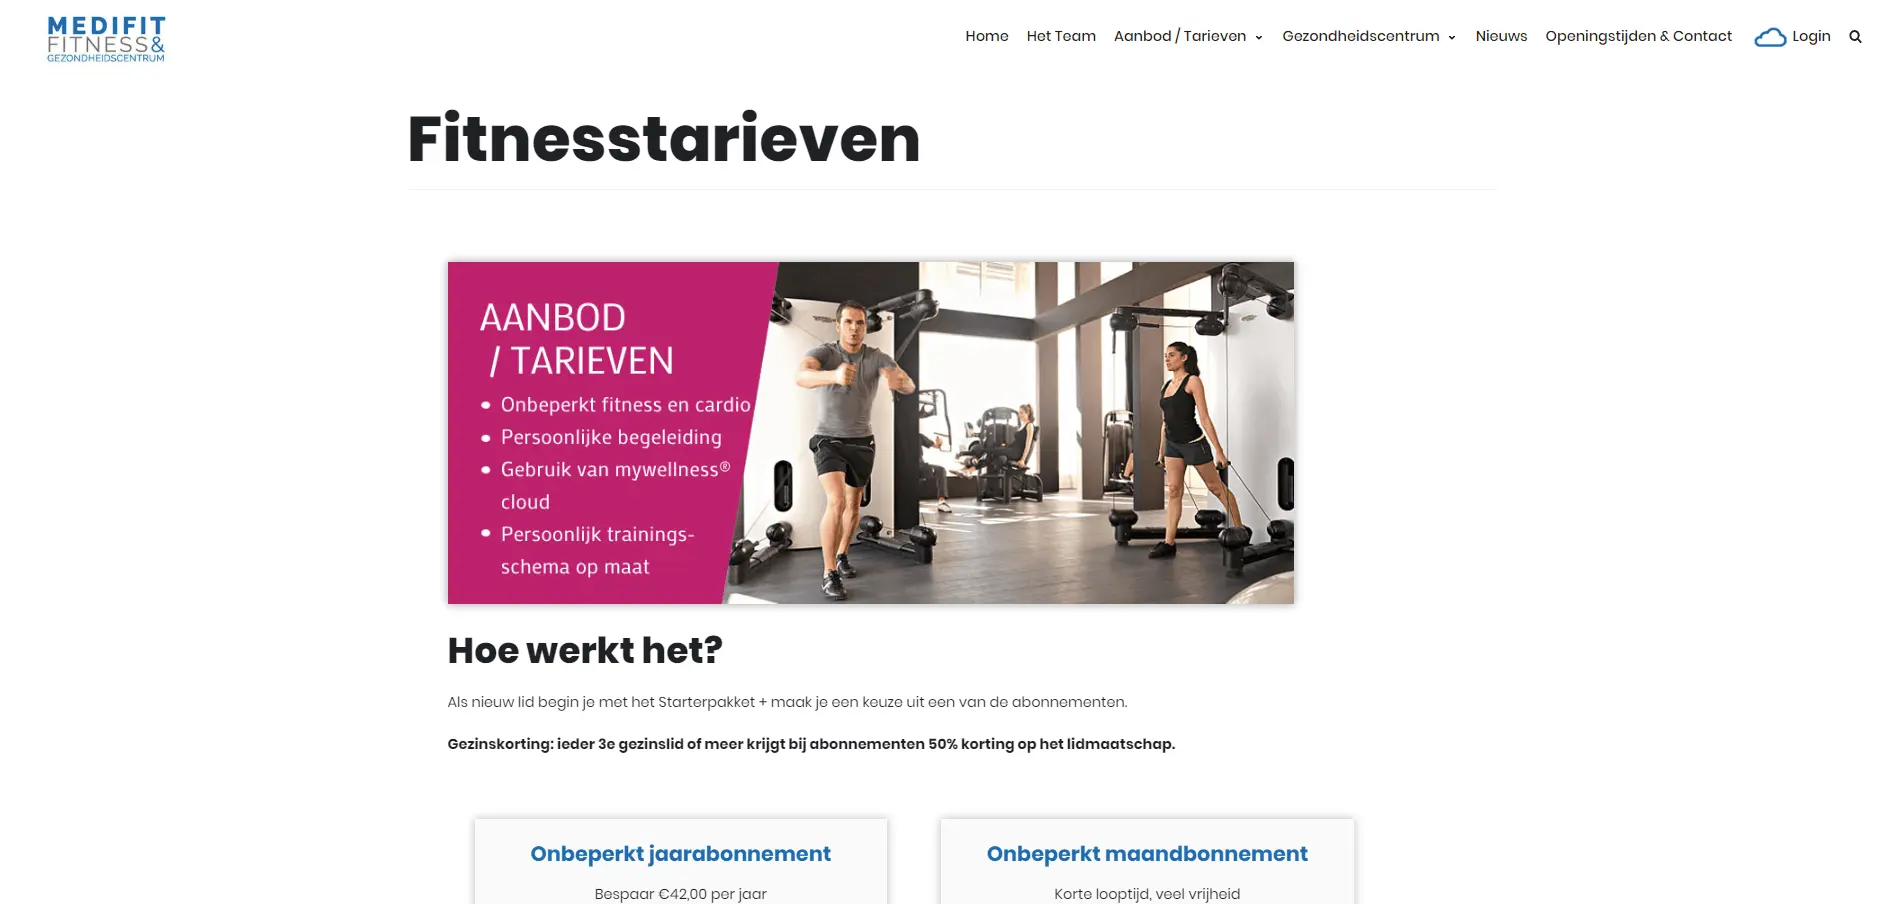 MEDIFIT
FITNESS&
GEZONDHEIDSCENTRUM
Home Het Team Aanbod / Tarieven Gezondheidscentrum Nieuws Openingstijden & Contact Login
Fitnesstarieven
AANBOD
/ TARIEVEN
• Onbeperkt fitness en cardio
• Persoonlijke begeleiding
• Gebruik van mywellness®
cloud
• Persoonlijk trainings-
schema op maat
Hoe werkt het?
Als nieuw lid begin je met het Starterpakket + maak je een keuze uit een van de abonnementen.
Gezinskorting: ieder 3e gezinslid of meer krijgt bij abonnementen 50% korting op het lidmaatschap.
Onbeperkt jaarabonnement
Bespaar €42,00 per jaar
Onbeperkt maandbonnement
Korte looptijd, veel vrijheid